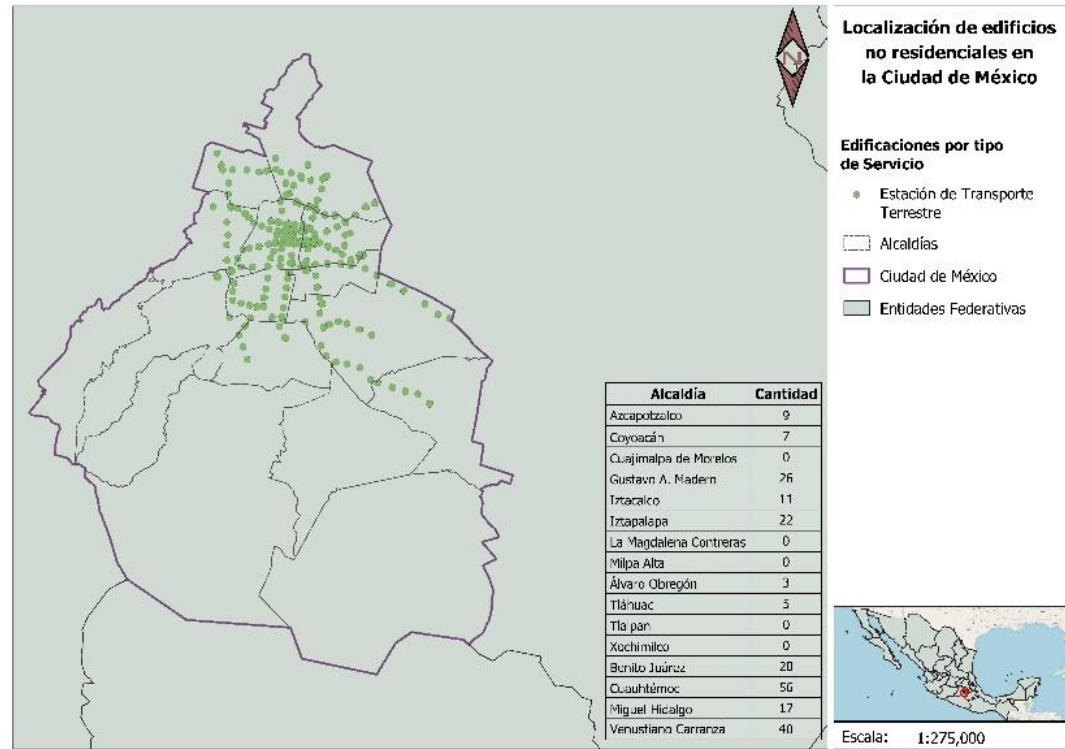 Localización de edificios
no residenciales en
la Ciudad de México
N
Edificaciones por tipo
de Servicio
Estación de Transporte
Terrestre
Alcaldías
Ciudad de México
Entidades Federativas
Alcaldía Cantidad
Azcapotzalco 9
Coyoacán 7
Cuajimalpa de Morelos 0
Gustavo A. Madero 26
Iztacalco 11
Iztapalapa 22
La Magdalena Contreras 0
Milpa Alta 0
Álvaro Obregón 3
Tláhuac 5
Tlalpan 0
Xochimilco 0
Benito Juárez 20
Cuauhtémoc 56
Miguel Hidalgo 17
Venustiano Carranza 40
Escala: 1:275,000